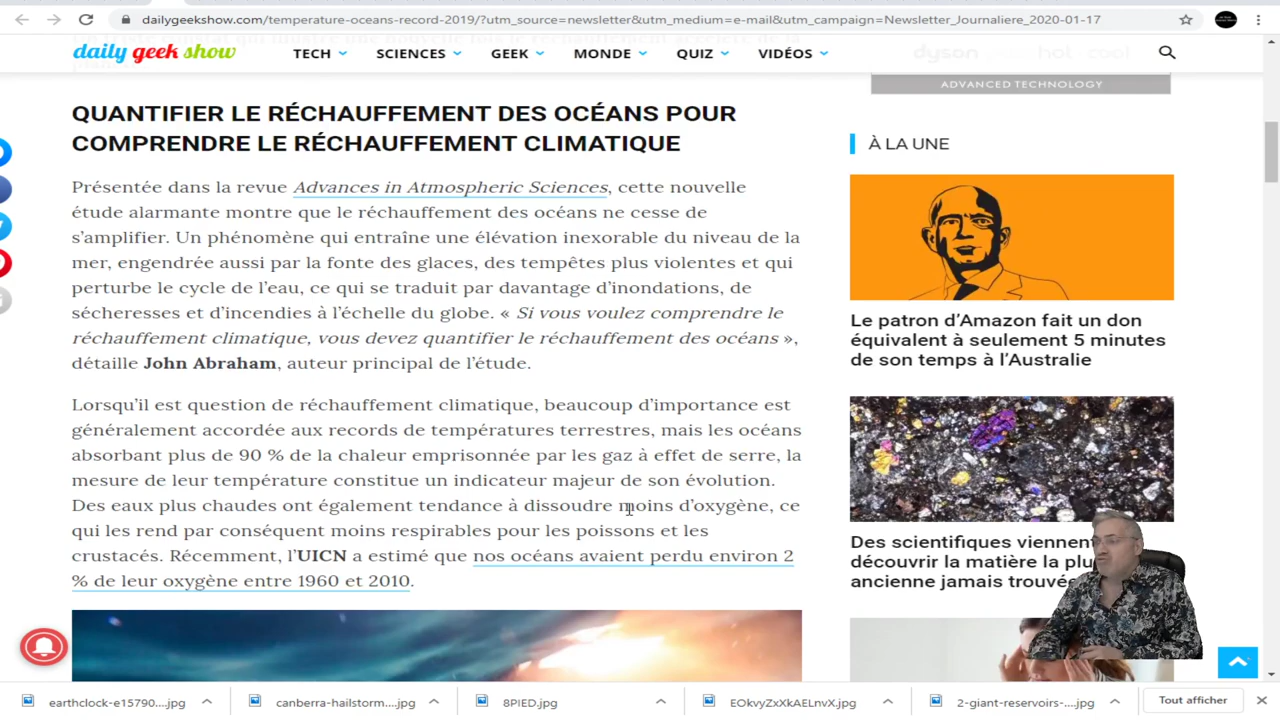 dailygeekshow.com/temperature-oceans-record-2019/?utm_source=newsletter&utm_medium=e-mail&utm_campaign=Newsletter_Journaliere_2020-01-17
daily geek show
TECH
SCIENCES
GEEK
MONDE
QUIZ
VIDÉOS
dyson hot cool
ADVANCED TECHNOLOGY
QUANTIFIER LE RÉCHAUFFEMENT DES OCÉANS POUR
COMPRENDRE LE RÉCHAUFFEMENT CLIMATIQUE
Présentée dans la revue Advances in Atmospheric Sciences, cette nouvelle
étude alarmante montre que le réchauffement des océans ne cesse de
s’amplifier. Un phénomène qui entraîne une élévation inexorable du niveau de la
mer, engendrée aussi par la fonte des glaces, des tempêtes plus violentes et qui
perturbe le cycle de l’eau, ce qui se traduit par davantage d’inondations, de
sécheresses et d’incendies à l’échelle du globe. « Si vous voulez comprendre le
réchauffement climatique, vous devez quantifier le réchauffement des océans »,
détaille John Abraham, auteur principal de l’étude.
Lorsqu’il est question de réchauffement climatique, beaucoup d’importance est
généralement accordée aux records de températures terrestres, mais les océans
absorbant plus de 90 % de la chaleur emprisonnée par les gaz à effet de serre, la
mesure de leur température constitue un indicateur majeur de son évolution.
Des eaux plus chaudes ont également tendance à dissoudre moins d’oxygène, ce
qui les rend par conséquent moins respirables pour les poissons et les
crustacés. Récemment, l’UICN a estimé que nos océans avaient perdu environ 2
% de leur oxygène entre 1960 et 2010.
À LA UNE
Le patron d’Amazon fait un don
équivalent à seulement 5 minutes
de son temps à l’Australie
Des scientifiques viennent
découvrir la matière la plu
ancienne jamais trouvée
earthclock-e15790....jpg
canberra-hailstorm....jpg
8PIED.jpg
EOkvyZxXkAELnvX.jpg
2-giant-reservoirs-....jpg
Tout afficher